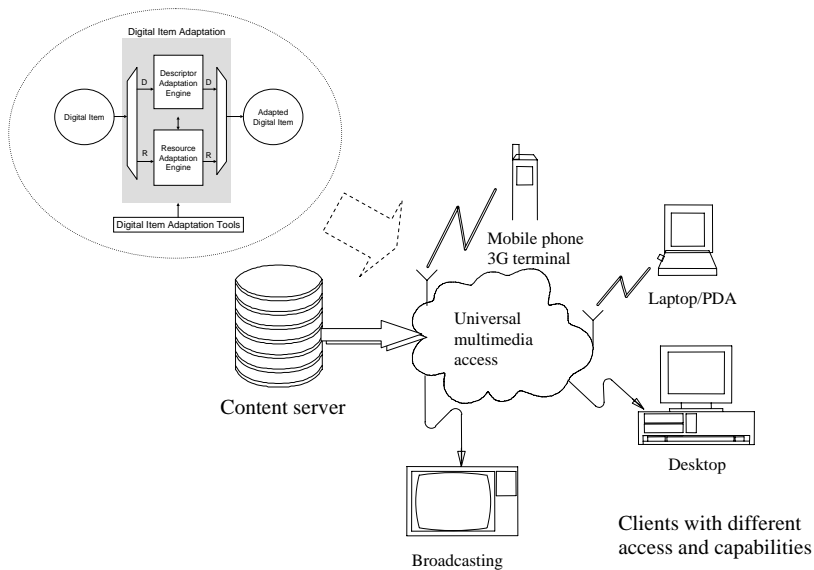 Digital Item Adaptation
D
Descriptor
Adaptation
Engine
D
Digital Item
Adapted
Digital Item
R
Resource
Adaptation
Engine
R
Digital Item Adaptation Tools
Mobile phone
3G terminal
Laptop/PDA
Universal
multimedia
access
Content server
Desktop
Broadcasting
Clients with different
access and capabilities